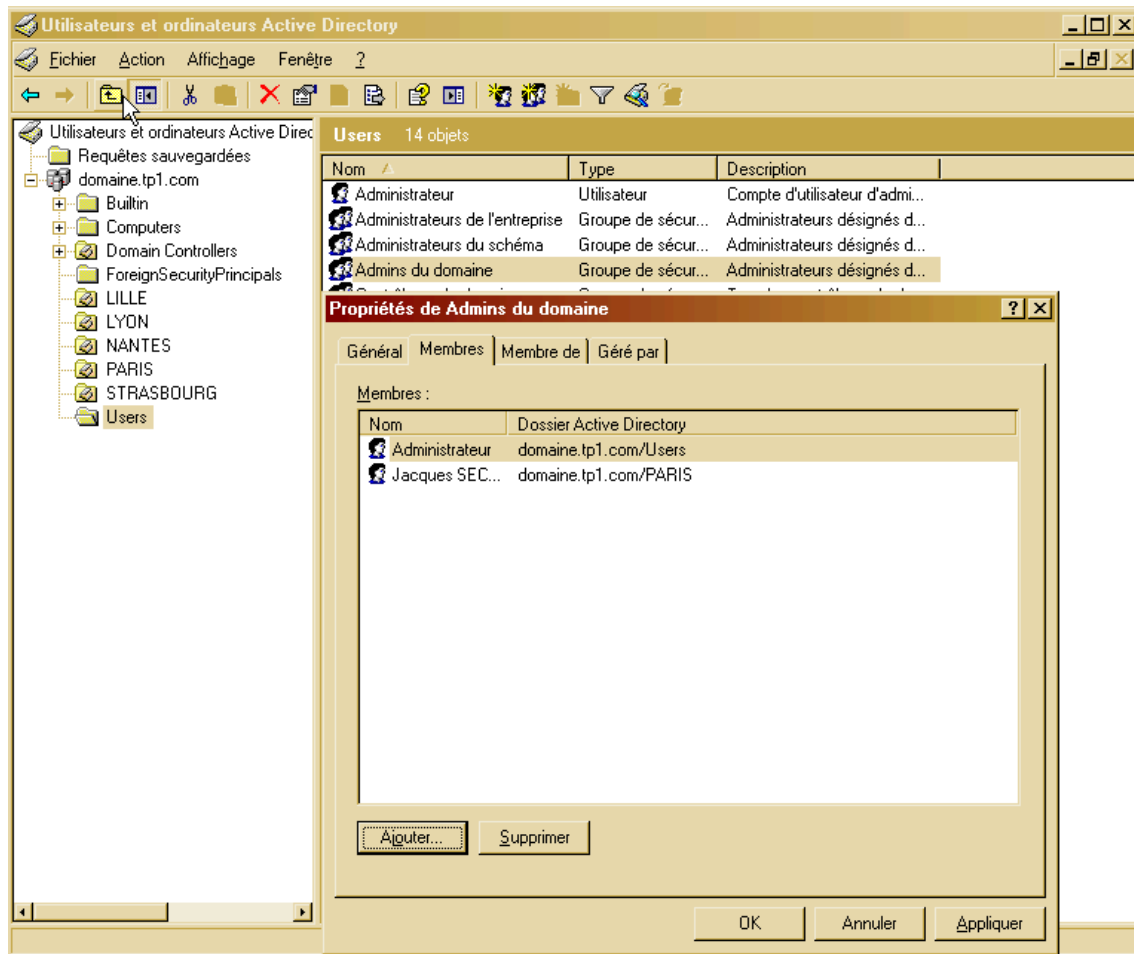 Utilisateurs et ordinateurs Active Directory
Fichier Action Affichage Fenêtre ?
Utilisateurs et ordinateurs Active Direc
Requêtes sauvegardées
domaine.tp1.com
Builtin
Computers
Domain Controllers
ForeignSecurityPrincipals
LILLE
LYON
NANTES
PARIS
STRASBOURG
Users
Users 14 objets
Nom Type Description
Administrateur Utilisateur Compte d'utilisateur d'admi...
Administrateurs de l'entreprise Groupe de sécur... Administrateurs désignés d...
Administrateurs du schéma Groupe de sécur... Administrateurs désignés d...
Admins du domaine Groupe de sécur... Administrateurs désignés d...
Propriétés de Admins du domaine
Général Membres Membre de Géré par
Membres :
Nom Dossier Active Directory
Administrateur domaine.tp1.com/Users
Jacques SEC... domaine.tp1.com/PARIS
Ajouter... Supprimer
OK Annuler Appliquer